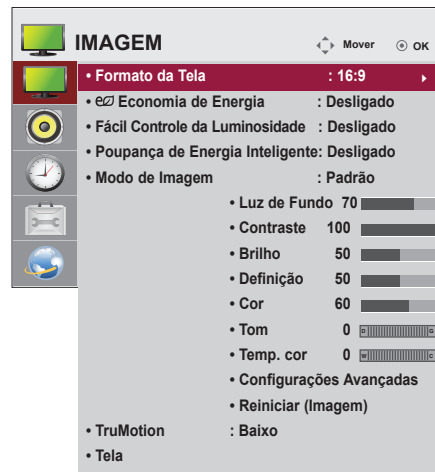 IMAGEM Mover OK
• Formato da Tela : 16:9
• Economia de Energia : Desligado
• Fácil Controle da Luminosidade : Desligado
• Poupança de Energia Inteligente: Desligado
• Modo de Imagem : Padrão
• Luz de Fundo 70
• Contraste 100
• Brilho 50
• Definição 50
• Cor 60
• Tom 0 D G
• Temp. cor 0 W C
• Configurações Avançadas
• Reiniciar (Imagem)
• TruMotion : Baixo
• Tela